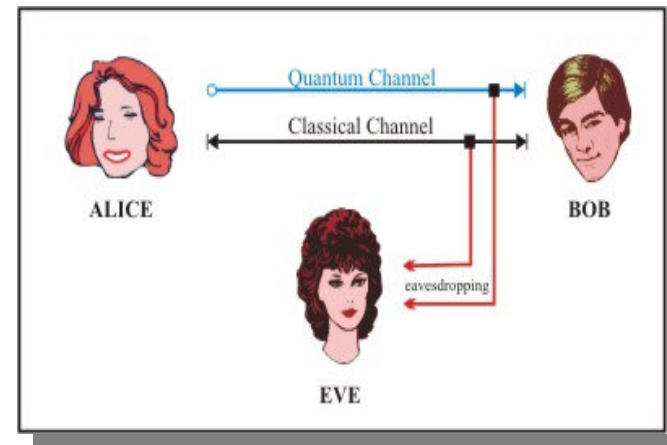 Quantum Channel
Classical Channel
ALICE
BOB
eavesdropping
EVE